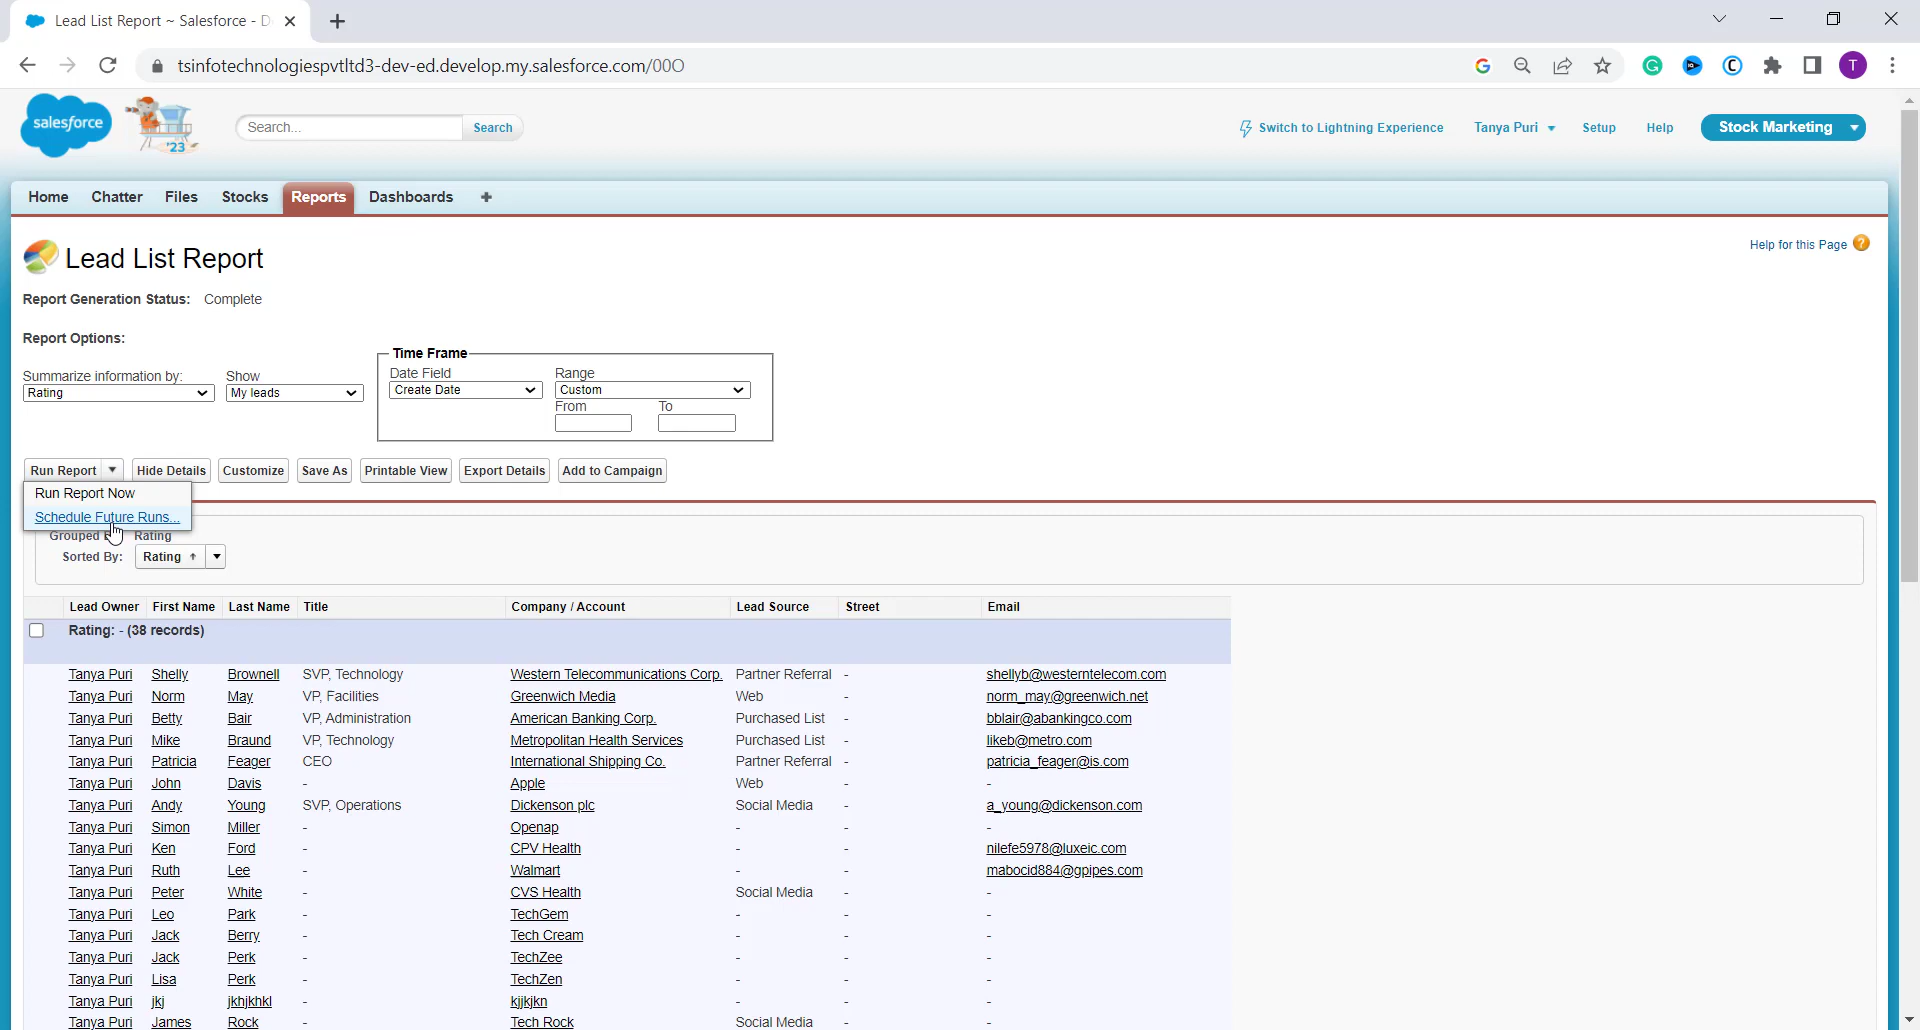 Lead List Report ~ Salesforce - D
tsinfotechnologiespvtltd3-dev-ed.develop.my.salesforce.com/00O
T
salesforce
'23
Search...
Search
Switch to Lightning Experience
Tanya Puri
Setup
Help
Stock Marketing
Home
Chatter
Files
Stocks
Reports
Dashboards
+
Lead List Report
Help for this Page ?
Report Generation Status: Complete
Report Options:
Summarize information by:
Rating
Show
My leads
Time Frame
Date Field
Create Date
Range
Custom
From
To
Run Report
Hide Details
Customize
Save As
Printable View
Export Details
Add to Campaign
Run Report Now
Schedule Future Runs...
Grouped Rating
Sorted By: Rating
Lead Owner First Name Last Name Title Company / Account Lead Source Street Email
Rating: - (38 records)
Tanya Puri Shelly Brownell SVP, Technology Western Telecommunications Corp. Partner Referral - shellyb@westerntelecom.com
Tanya Puri Norm May VP, Facilities Greenwich Media Web - norm_may@greenwich.net
Tanya Puri Betty Bair VP, Administration American Banking Corp. Purchased List - bblair@abankingco.com
Tanya Puri Mike Braund VP, Technology Metropolitan Health Services Purchased List - likeb@metro.com
Tanya Puri Patricia Feager CEO International Shipping Co. Partner Referral - patricia_feager@is.com
Tanya Puri John Davis - Apple Web - -
Tanya Puri Andy Young SVP, Operations Dickenson plc Social Media - a_young@dickenson.com
Tanya Puri Simon Miller - Openap - - -
Tanya Puri Ken Ford - CPV Health - - nilefe5978@luxeic.com
Tanya Puri Ruth Lee - Walmart - - mabocid884@gpipes.com
Tanya Puri Peter White - CVS Health Social Media - -
Tanya Puri Leo Park - TechGem - - -
Tanya Puri Jack Berry - Tech Cream - - -
Tanya Puri Jack Perk - TechZee - - -
Tanya Puri Lisa Perk - TechZen - - -
Tanya Puri jkj jkhjkhkl - kjjkjkn - - -
Tanya Puri James Rock - Tech Rock Social Media - -